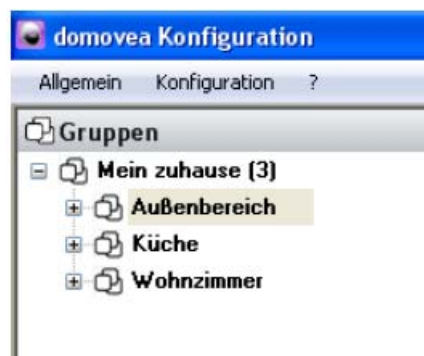 domovea Konfiguration
Allgemein Konfiguration ?
Gruppen
Mein zuhause (3)
Außenbereich
Küche
Wohnzimmer